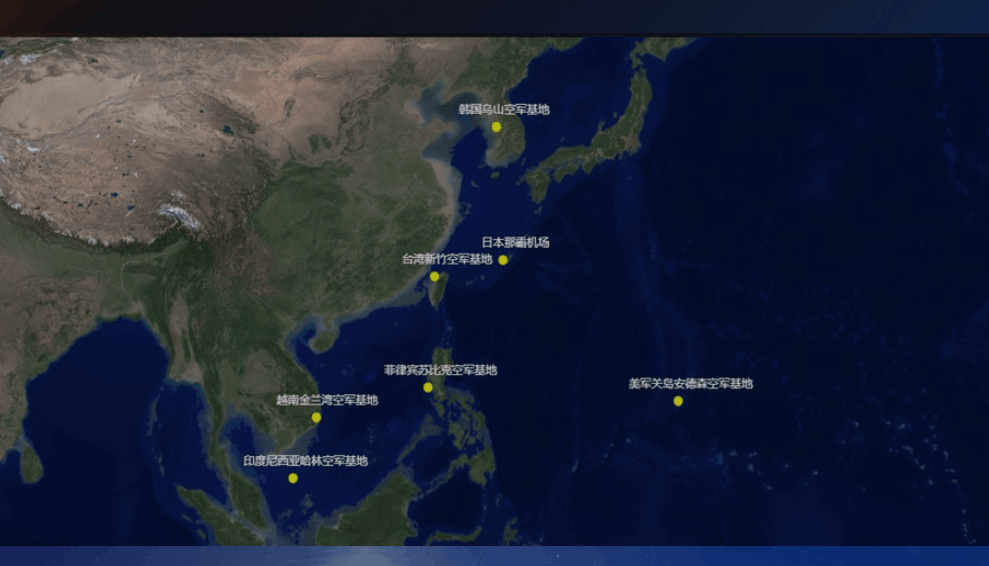 韩国乌山空军基地
日本那霸机场
台湾新竹空军基地
菲律宾苏比克空军基地
美军关岛安德森空军基地
越南金兰湾空军基地
印度尼西亚哈林空军基地